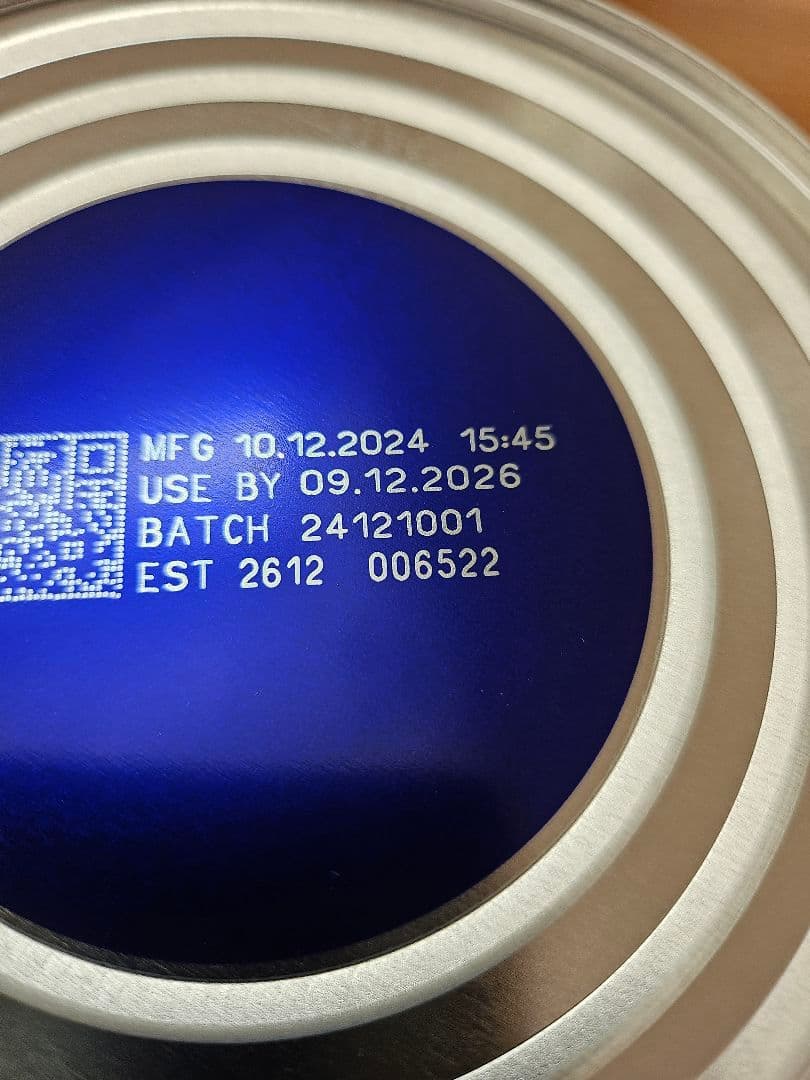 MFG 10.12.2024 15:45
USE BY 09.12.2026
BATCH 24121001
EST 2612 006522